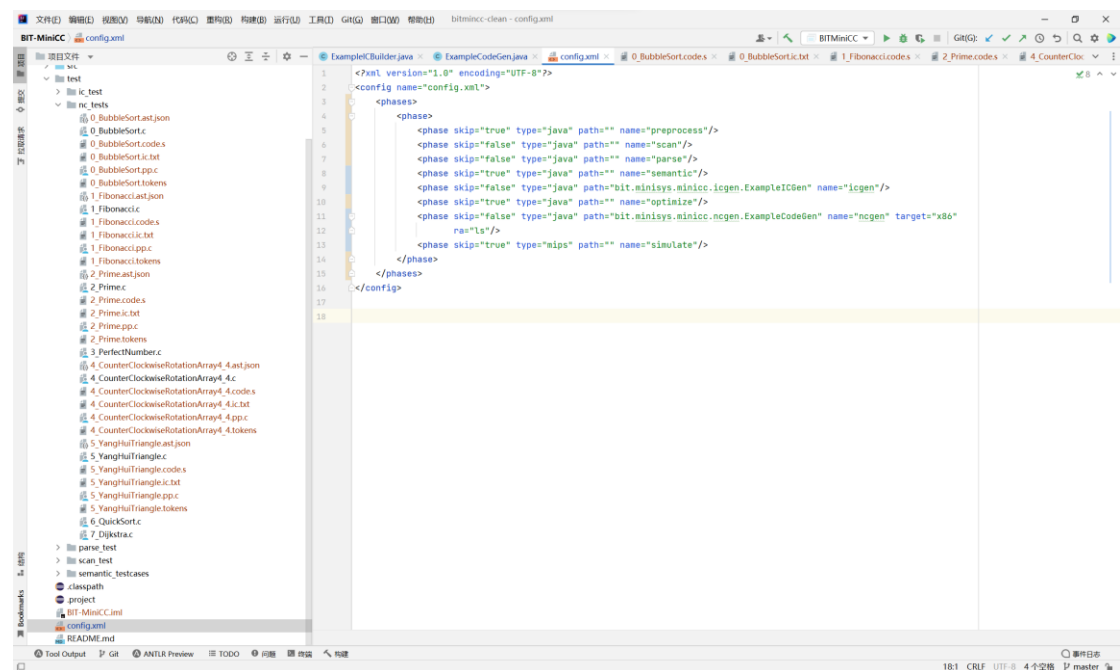 文件(F) 编辑(E) 视图(V) 导航(N) 代码(C) 重构(R) 构建(B) 运行(U) 工具(T) Git(G) 窗口(W) 帮助(H) bitmincc-clean - config.xml
BIT-MiniCC config.xml BITMiniCC Git(G):
项目文件 ExampleICBuilder.java ExampleCodeGen.java config.xml 0_BubbleSort.code.s 0_BubbleSort.ic.txt 1_Fibonacci.code.s 2_Prime.code.s 4_CounterCloc
项目
提交
拉取请求
结构
Bookmarks
src
test
ic_test
nc_tests
0_BubbleSort.ast.json
0_BubbleSort.c
0_BubbleSort.code.s
0_BubbleSort.ic.txt
0_BubbleSort.pp.c
0_BubbleSort.tokens
1_Fibonacci.ast.json
1_Fibonacci.c
1_Fibonacci.code.s
1_Fibonacci.ic.txt
1_Fibonacci.pp.c
1_Fibonacci.tokens
2_Prime.ast.json
2_Prime.c
2_Prime.code.s
2_Prime.ic.txt
2_Prime.pp.c
2_Prime.tokens
3_PerfectNumber.c
4_CounterClockwiseRotationArray4_4.ast.json
4_CounterClockwiseRotationArray4_4.c
4_CounterClockwiseRotationArray4_4.code.s
4_CounterClockwiseRotationArray4_4.ic.txt
4_CounterClockwiseRotationArray4_4.pp.c
4_CounterClockwiseRotationArray4_4.tokens
5_YangHuiTriangle.ast.json
5_YangHuiTriangle.c
5_YangHuiTriangle.code.s
5_YangHuiTriangle.ic.txt
5_YangHuiTriangle.pp.c
5_YangHuiTriangle.tokens
6_QuickSort.c
7_Dijkstra.c
parse_test
scan_test
semantic_testcases
.classpath
.project
BIT-MiniCC.iml
config.xml
README.md
1 <?xml version="1.0" encoding="UTF-8"?> 8
2 <config name="config.xml">
3 <phases>
4 <phase>
5 <phase skip="true" type="java" path="" name="preprocess"/>
6 <phase skip="false" type="java" path="" name="scan"/>
7 <phase skip="false" type="java" path="" name="parse"/>
8 <phase skip="true" type="java" path="" name="semantic"/>
9 <phase skip="false" type="java" path="bit.minisys.minicc.icgen.ExampleICGen" name="icgen"/>
10 <phase skip="true" type="java" path="" name="optimize"/>
11 <phase skip="false" type="java" path="bit.minisys.minicc.ncgen.ExampleCodeGen" name="ncgen" target="x86"
12 ra="ls"/>
13 <phase skip="true" type="mips" path="" name="simulate"/>
14 </phase>
15 </phases>
16 </config>
17
18
Tool Output Git ANTLR Preview TODO 问题 终端 构建 事件日志
18:1 CRLF UTF-8 4 个空格 master